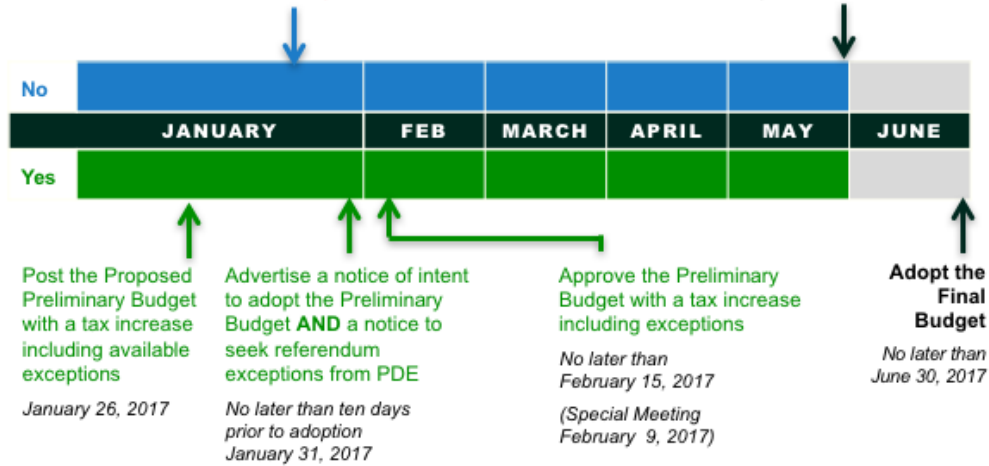 No
JANUARY FEB MARCH APRIL MAY JUNE
Yes
Post the Proposed
Preliminary Budget
with a tax increase
including available
exceptions
January 26, 2017
Advertise a notice of intent
to adopt the Preliminary
Budget AND a notice to
seek referendum
exceptions from PDE
No later than ten days
prior to adoption
January 31, 2017
Approve the Preliminary
Budget with a tax increase
including exceptions
No later than
February 15, 2017
(Special Meeting
February 9, 2017)
Adopt the
Final
Budget
No later than
June 30, 2017